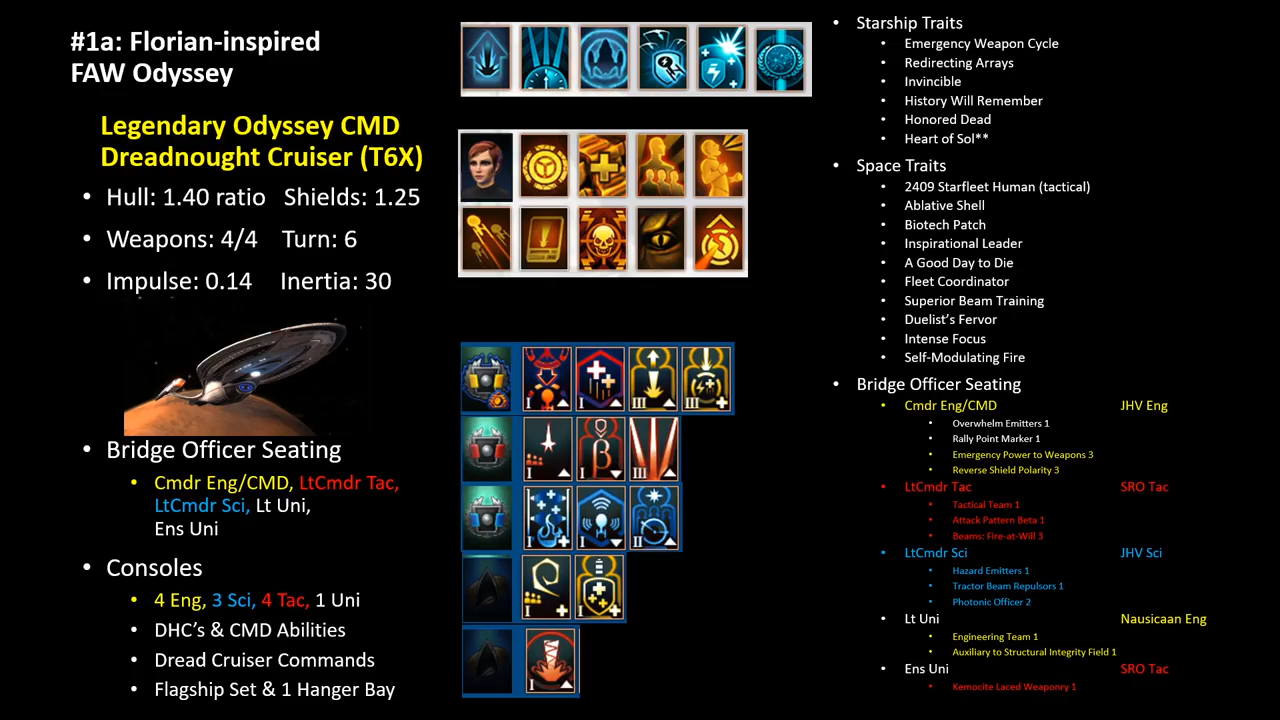 #1a: Florian-inspired
FAW Odyssey
Legendary Odyssey CMD
Dreadnought Cruiser (T6X)
• Hull: 1.40 ratio Shields: 1.25
• Weapons: 4/4 Turn: 6
• Impulse: 0.14 Inertia: 30
• Bridge Officer Seating
• Cmdr Eng/CMD, LtCmdr Tac,
LtCmdr Sci, Lt Uni,
Ens Uni
• Consoles
• 4 Eng, 3 Sci, 4 Tac, 1 Uni
• DHC's & CMD Abilities
• Dread Cruiser Commands
• Flagship Set & 1 Hanger Bay
I I III III
I I III
I I II
I I
I
• Starship Traits
• Emergency Weapon Cycle
• Redirecting Arrays
• Invincible
• History Will Remember
• Honored Dead
• Heart of Sol**
• Space Traits
• 2409 Starfleet Human (tactical)
• Ablative Shell
• Biotech Patch
• Inspirational Leader
• A Good Day to Die
• Fleet Coordinator
• Superior Beam Training
• Duelist's Fervor
• Intense Focus
• Self-Modulating Fire
• Bridge Officer Seating
• Cmdr Eng/CMD JHV Eng
• Overwhelm Emitters 1
• Rally Point Marker 1
• Emergency Power to Weapons 3
• Reverse Shield Polarity 3
• LtCmdr Tac SRO Tac
• Tactical Team 1
• Attack Pattern Beta 1
• Beams: Fire-at-Will 3
• LtCmdr Sci JHV Sci
• Hazard Emitters 1
• Tractor Beam Repulsors 1
• Photonic Officer 2
• Lt Uni Nausicaan Eng
• Engineering Team 1
• Auxiliary to Structural Integrity Field 1
• Ens Uni SRO Tac
• Kemocite Laced Weaponry 1